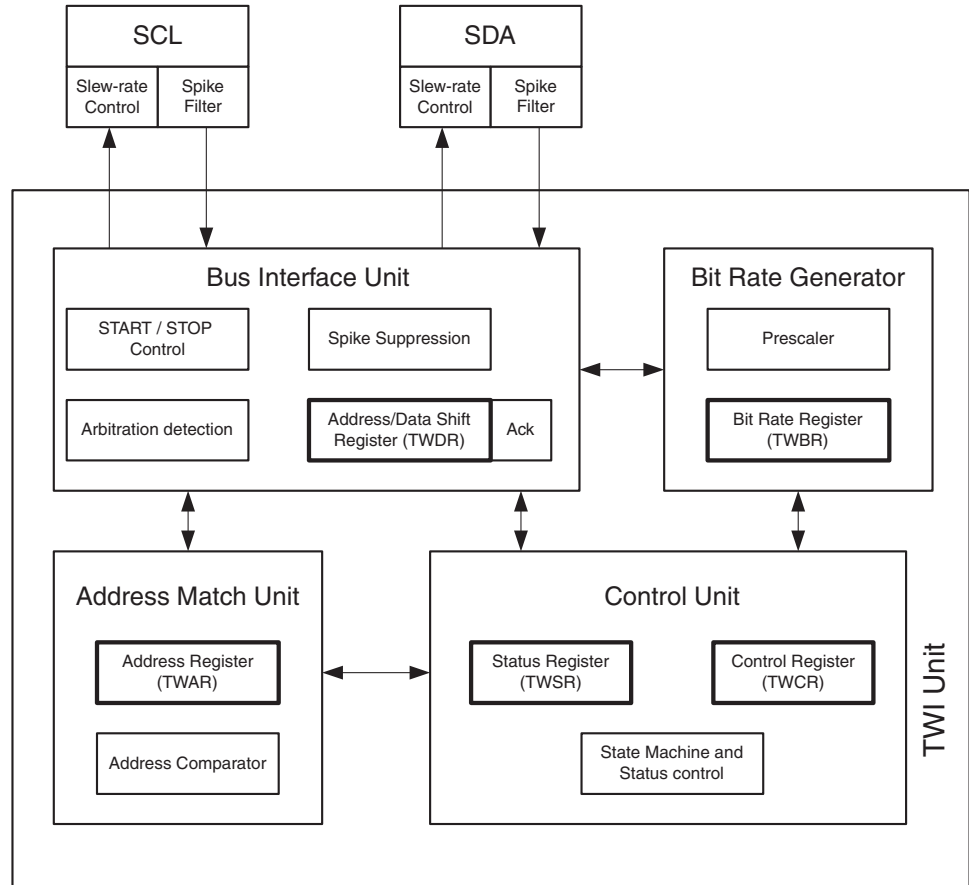 SCL
Slew-rate
Control
Spike
Filter
SDA
Slew-rate
Control
Spike
Filter
Bus Interface Unit
START / STOP
Control
Spike Suppression
Arbitration detection
Address/Data Shift
Register (TWDR)
Ack
Bit Rate Generator
Prescaler
Bit Rate Register
(TWBR)
Address Match Unit
Address Register
(TWAR)
Address Comparator
Control Unit
Status Register
(TWSR)
Control Register
(TWCR)
State Machine and
Status control
TWI Unit